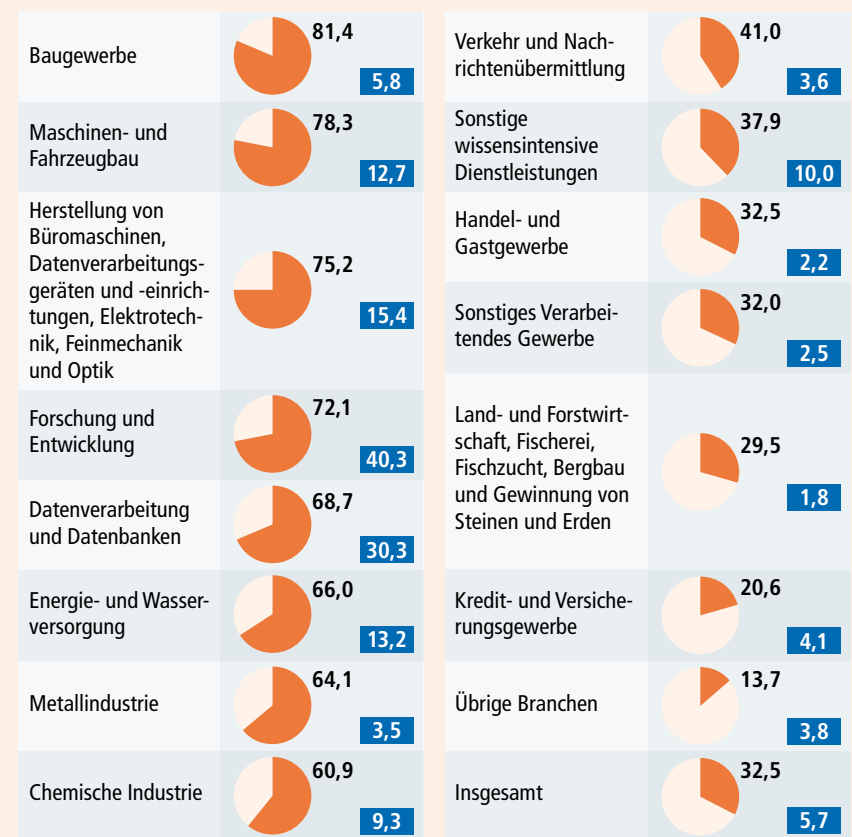 Baugewerbe
81,4
5,8
Maschinen- und
Fahrzeugbau
78,3
12,7
Herstellung von
Büromaschinen,
Datenverarbeitungs-
geräten und -einrich-
tungen, Elektrotech-
nik, Feinmechanik
und Optik
75,2
15,4
Forschung und
Entwicklung
72,1
40,3
Datenverarbeitung
und Datenbanken
68,7
30,3
Energie- und Wasser-
versorgung
66,0
13,2
Metallindustrie
64,1
3,5
Chemische Industrie
60,9
9,3
Verkehr und Nach-
richtenübermittlung
41,0
3,6
Sonstige
wissensintensive
Dienstleistungen
37,9
10,0
Handel- und
Gastgewerbe
32,5
2,2
Sonstiges Verarbei-
tendes Gewerbe
32,0
2,5
Land- und Forstwirt-
schaft, Fischerei,
Fischzucht, Bergbau
und Gewinnung von
Steinen und Erden
29,5
1,8
Kredit- und Versiche-
rungsgewerbe
20,6
4,1
Übrige Branchen
13,7
3,8
Insgesamt
32,5
5,7